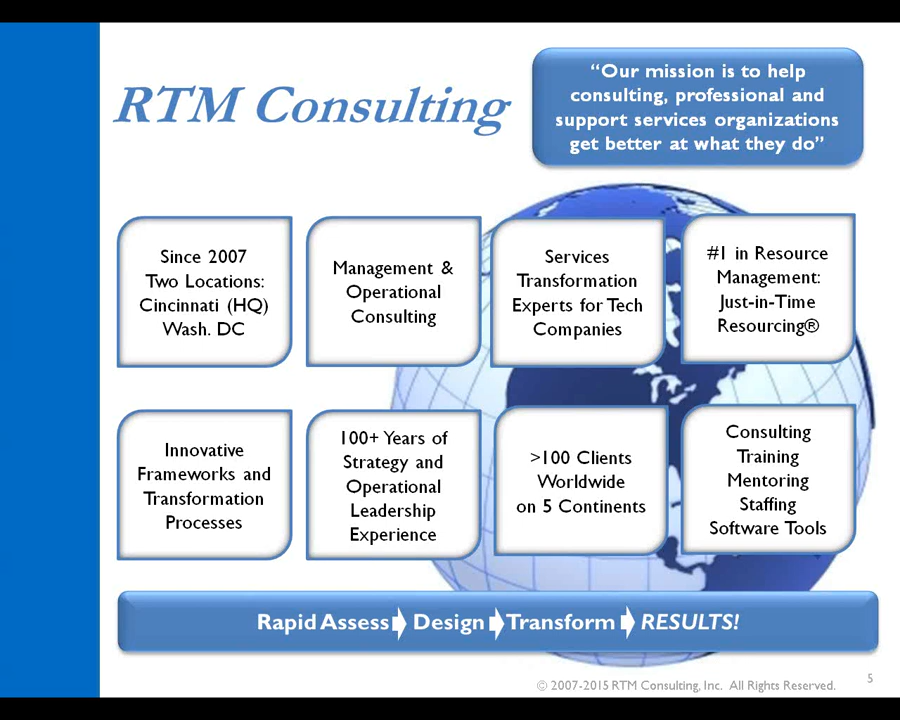 RTM Consulting
“Our mission is to help
consulting, professional and
support services organizations
get better at what they do”
Since 2007
Two Locations:
Cincinnati (HQ)
Wash. DC
Management &
Operational
Consulting
Services
Transformation
Experts for Tech
Companies
#1 in Resource
Management:
Just-in-Time
Resourcing®
Innovative
Frameworks and
Transformation
Processes
100+ Years of
Strategy and
Operational
Leadership
Experience
>100 Clients
Worldwide
on 5 Continents
Consulting
Training
Mentoring
Staffing
Software Tools
Rapid Assess Design Transform RESULTS!
© 2007-2015 RTM Consulting, Inc. All Rights Reserved.
5